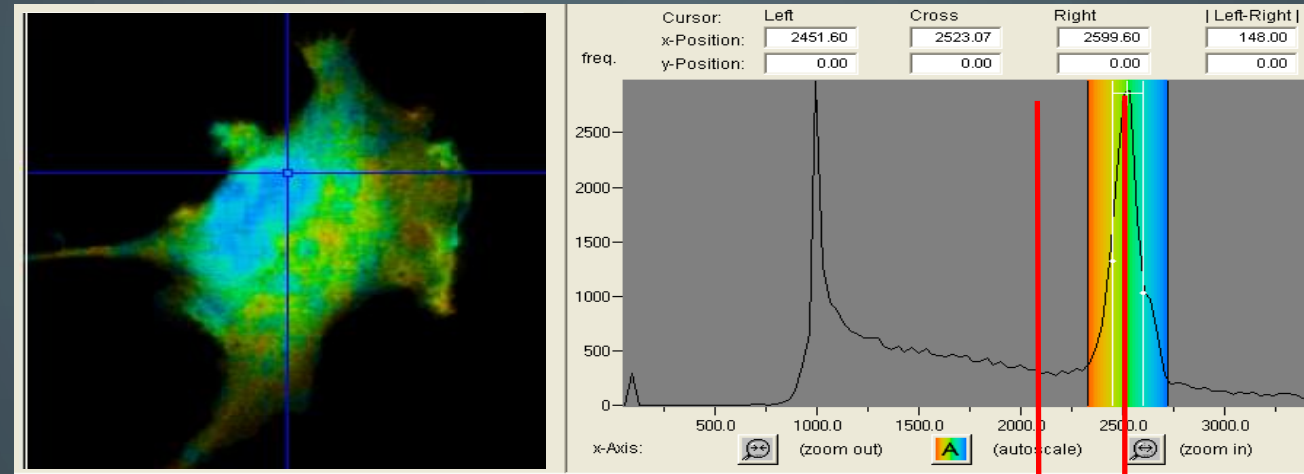 Cursor: Left Cross Right | Left-Right |
x-Position: 2451.60 2523.07 2599.60 148.00
freq. y-Position: 0.00 0.00 0.00 0.00
2500
2000
1500
1000
500
0
500.0 1000.0 2000.0 2500.0 3000.0
x-Axis: (zoom out) A (autoscale) (zoom in)